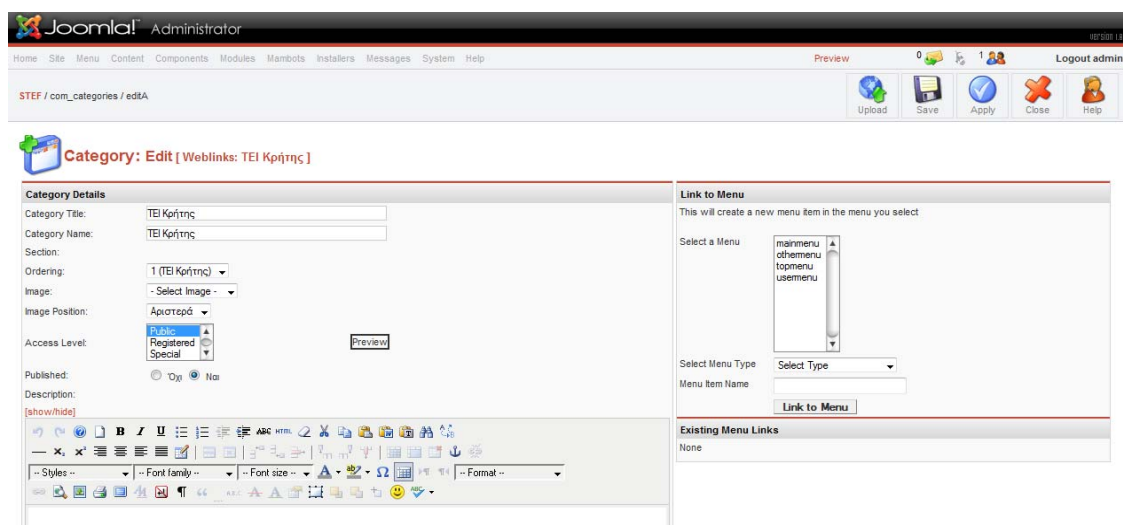 Joomla! Administrator
Home Site Menu Content Components Modules Mambots Installers Messages System Help Preview 0 1 Logout admin
STEF / com_categories / editA
Upload Save Apply Close Help
Category: Edit [ Weblinks: ΤΕΙ Κρήτης ]
Category Details
Category Title: ΤΕΙ Κρήτης
Category Name: ΤΕΙ Κρήτης
Section:
Ordering: 1 (ΤΕΙ Κρήτης)
Image: - Select Image -
Image Position: Αριστερά
Access Level: Public
Registered
Special
Preview
Published: Όχι Ναι
Description:
[show/hide]
B I U ABC HTML
-- Styles -- -- Font family -- -- Font size -- A ab Ω -- Format --
Link to Menu
This will create a new menu item in the menu you select
Select a Menu
mainmenu
othermenu
topmenu
usermenu
Select Menu Type Select Type
Menu Item Name
Link to Menu
Existing Menu Links
None